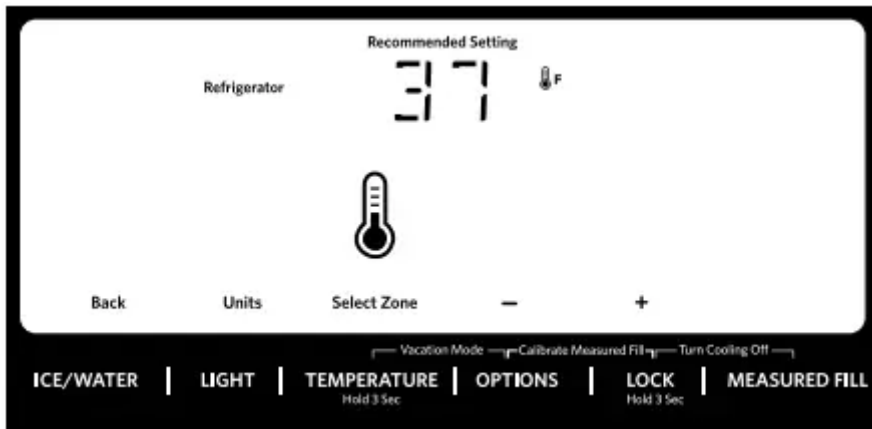 Recommended Setting
Refrigerator 37 F
Back Units Select Zone − +
Vacation Mode Calibrate Measured Fill Turn Cooling Off
ICE/WATER | LIGHT | TEMPERATURE | OPTIONS | LOCK | MEASURED FILL
Hold 3 Sec Hold 3 Sec